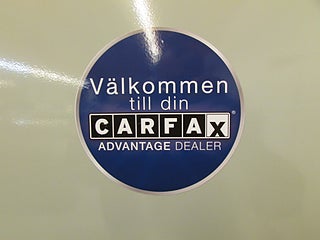 Välkommen
till din
CARFAX®
ADVANTAGE DEALER